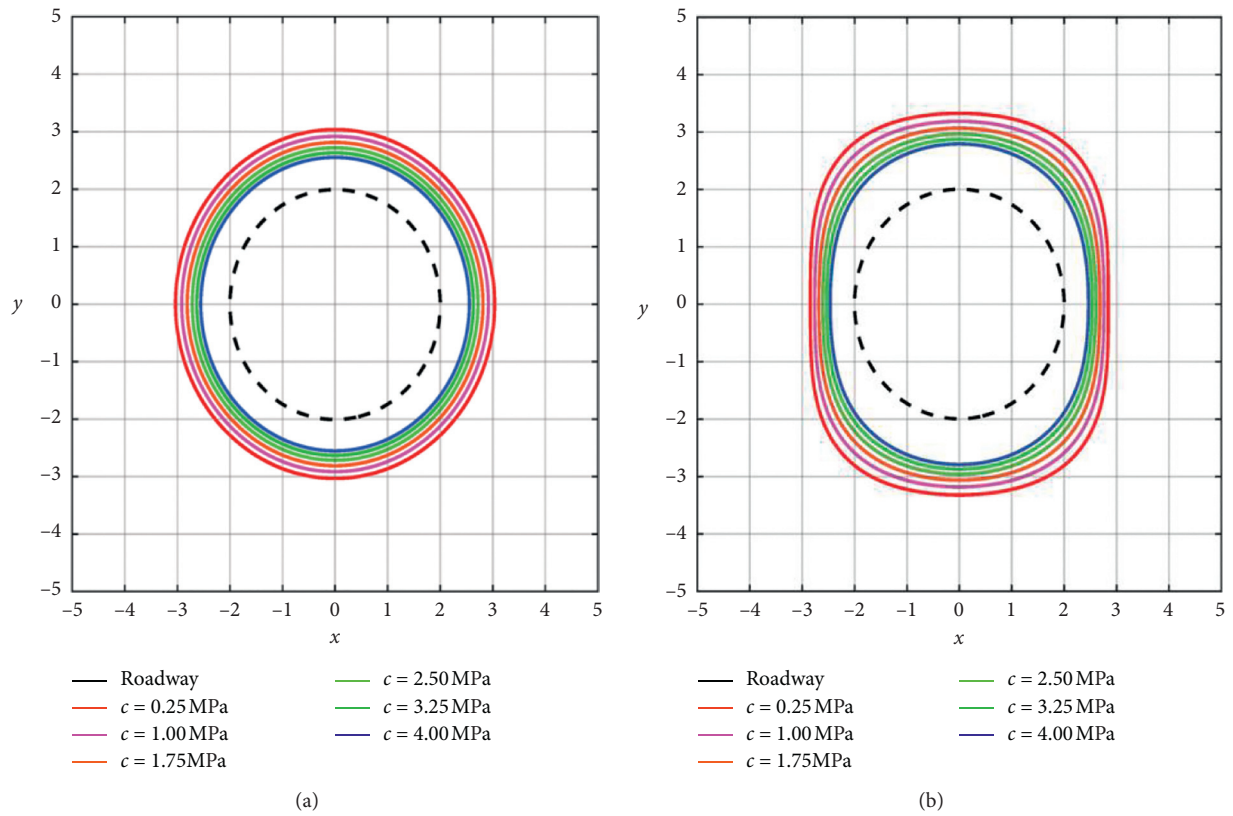 5
4
3
2
1
y
0
–1
–2
–3
–4
–5
–5 –4 –3 –2 –1 0 1 2 3 4 5
x
Roadway
c = 0.25 MPa
c = 1.00 MPa
c = 1.75MPa
c = 2.50 MPa
c = 3.25 MPa
c = 4.00 MPa
(a)
5
4
3
2
1
y
0
–1
–2
–3
–4
–5
–5 –4 –3 –2 –1 0 1 2 3 4 5
x
Roadway
c = 0.25 MPa
c = 1.00 MPa
c = 1.75MPa
c = 2.50 MPa
c = 3.25 MPa
c = 4.00 MPa
(b)